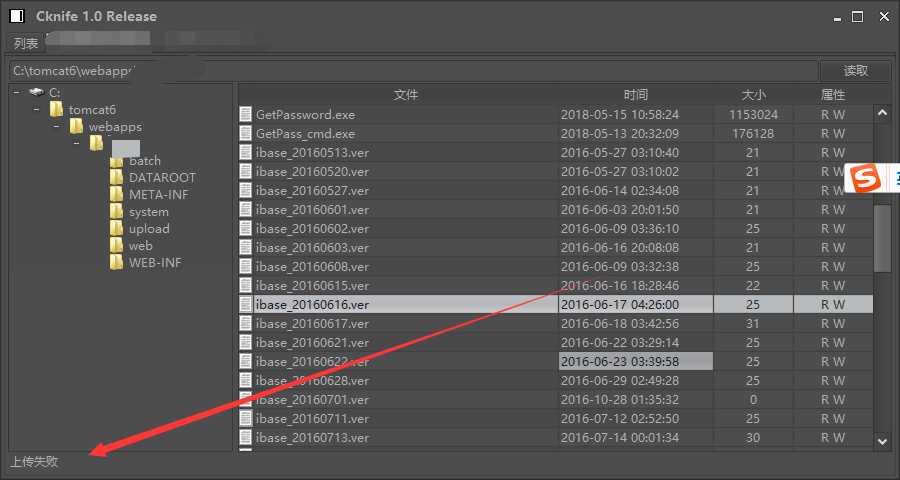 Cknife 1.0 Release
列表
C:\tomcat6\webapps
读取
C:
tomcat6
webapps
batch
DATAROOT
META-INF
system
upload
web
WEB-INF
文件 时间 大小 属性
GetPassword.exe 2018-05-15 10:58:24 1153024 R W
GetPass_cmd.exe 2018-05-13 20:32:09 176128 R W
ibase_20160513.ver 2016-05-27 03:10:40 21 R W
ibase_20160520.ver 2016-05-27 03:10:02 21 R W
ibase_20160527.ver 2016-06-14 02:34:08 21 R W
ibase_20160601.ver 2016-06-03 20:01:50 21 R W
ibase_20160602.ver 2016-06-09 03:36:10 25 R W
ibase_20160603.ver 2016-06-16 20:08:08 21 R W
ibase_20160608.ver 2016-06-09 03:32:38 25 R W
ibase_20160615.ver 2016-06-16 18:28:46 22 R W
ibase_20160616.ver 2016-06-17 04:26:00 25 R W
ibase_20160617.ver 2016-06-18 03:42:56 31 R W
ibase_20160621.ver 2016-06-22 03:29:14 25 R W
ibase_20160622.ver 2016-06-23 03:39:58 25 R W
ibase_20160628.ver 2016-06-29 02:49:28 25 R W
ibase_20160701.ver 2016-10-28 01:35:32 0 R W
ibase_20160711.ver 2016-07-12 02:52:50 25 R W
ibase_20160713.ver 2016-07-14 00:01:34 30 R W
上传失败